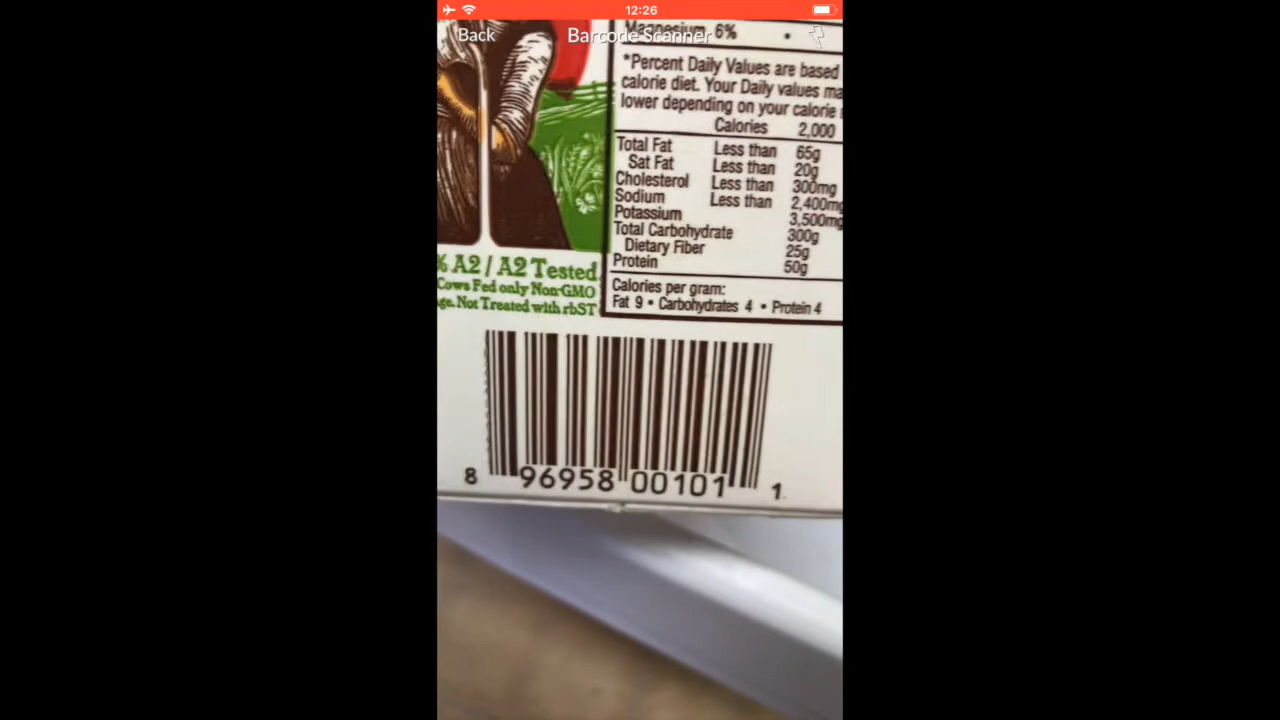 12:26
Back
Barcode Scanner
Magnesium 6% •
*Percent Daily Values are based
calorie diet. Your Daily values ma
lower depending on your calorie
Calories 2,000
Total Fat Less than 65g
Sat Fat Less than 20g
Cholesterol Less than 300mg
Sodium Less than 2,400mg
Potassium 3,500mg
Total Carbohydrate 300g
Dietary Fiber 25g
Protein 50g
Calories per gram:
Fat 9 • Carbohydrates 4 • Protein 4
% A2 / A2 Tested
Cows Fed only Non-GMO
ge. Not Treated with rbST
8 96958 00101 1